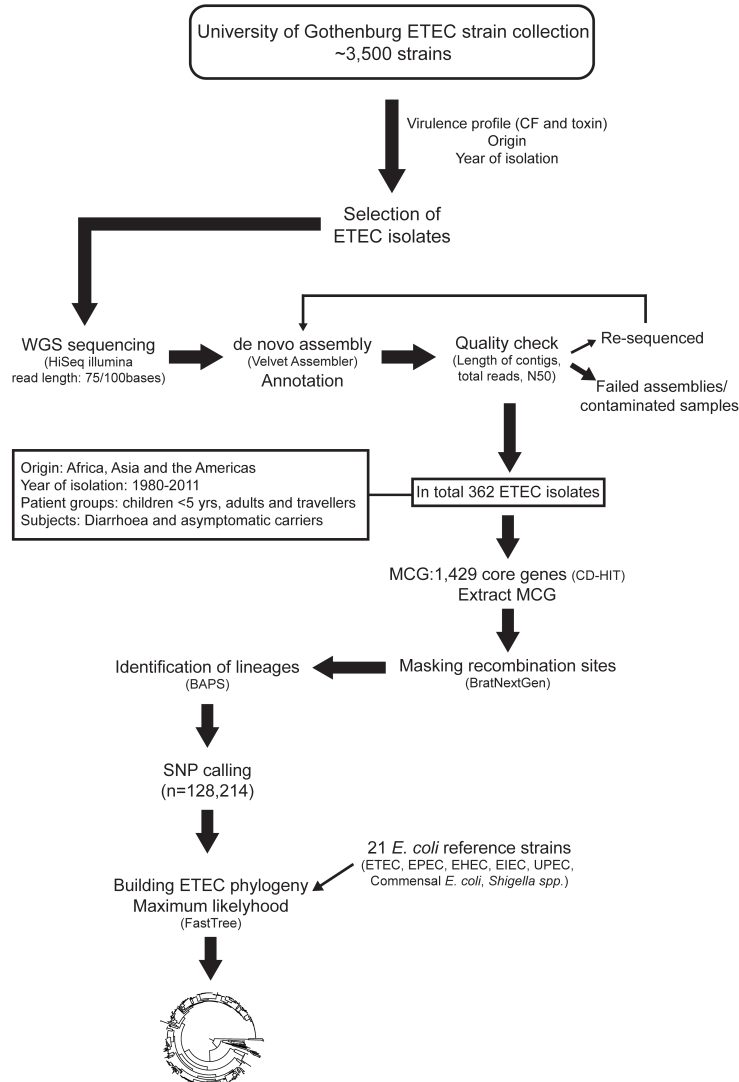 University of Gothenburg ETEC strain collection
~3,500 strains
Virulence profile (CF and toxin)
Origin
Year of isolation
Selection of
ETEC isolates
WGS sequencing
(HiSeq illumina
read length: 75/100bases)
de novo assembly
(Velvet Assembler)
Annotation
Quality check
(Length of contigs,
total reads, N50)
Re-sequenced
Failed assemblies/
contaminated samples
Origin: Africa, Asia and the Americas
Year of isolation: 1980-2011
Patient groups: children <5 yrs, adults and travellers
Subjects: Diarrhoea and asymptomatic carriers
In total 362 ETEC isolates
MCG:1,429 core genes (CD-HIT)
Extract MCG
Masking recombination sites
(BratNextGen)
Identification of lineages
(BAPS)
SNP calling
(n=128,214)
21 E. coli reference strains
(ETEC, EPEC, EHEC, EIEC, UPEC,
Commensal E. coli, Shigella spp.)
Building ETEC phylogeny
Maximum likelyhood
(FastTree)